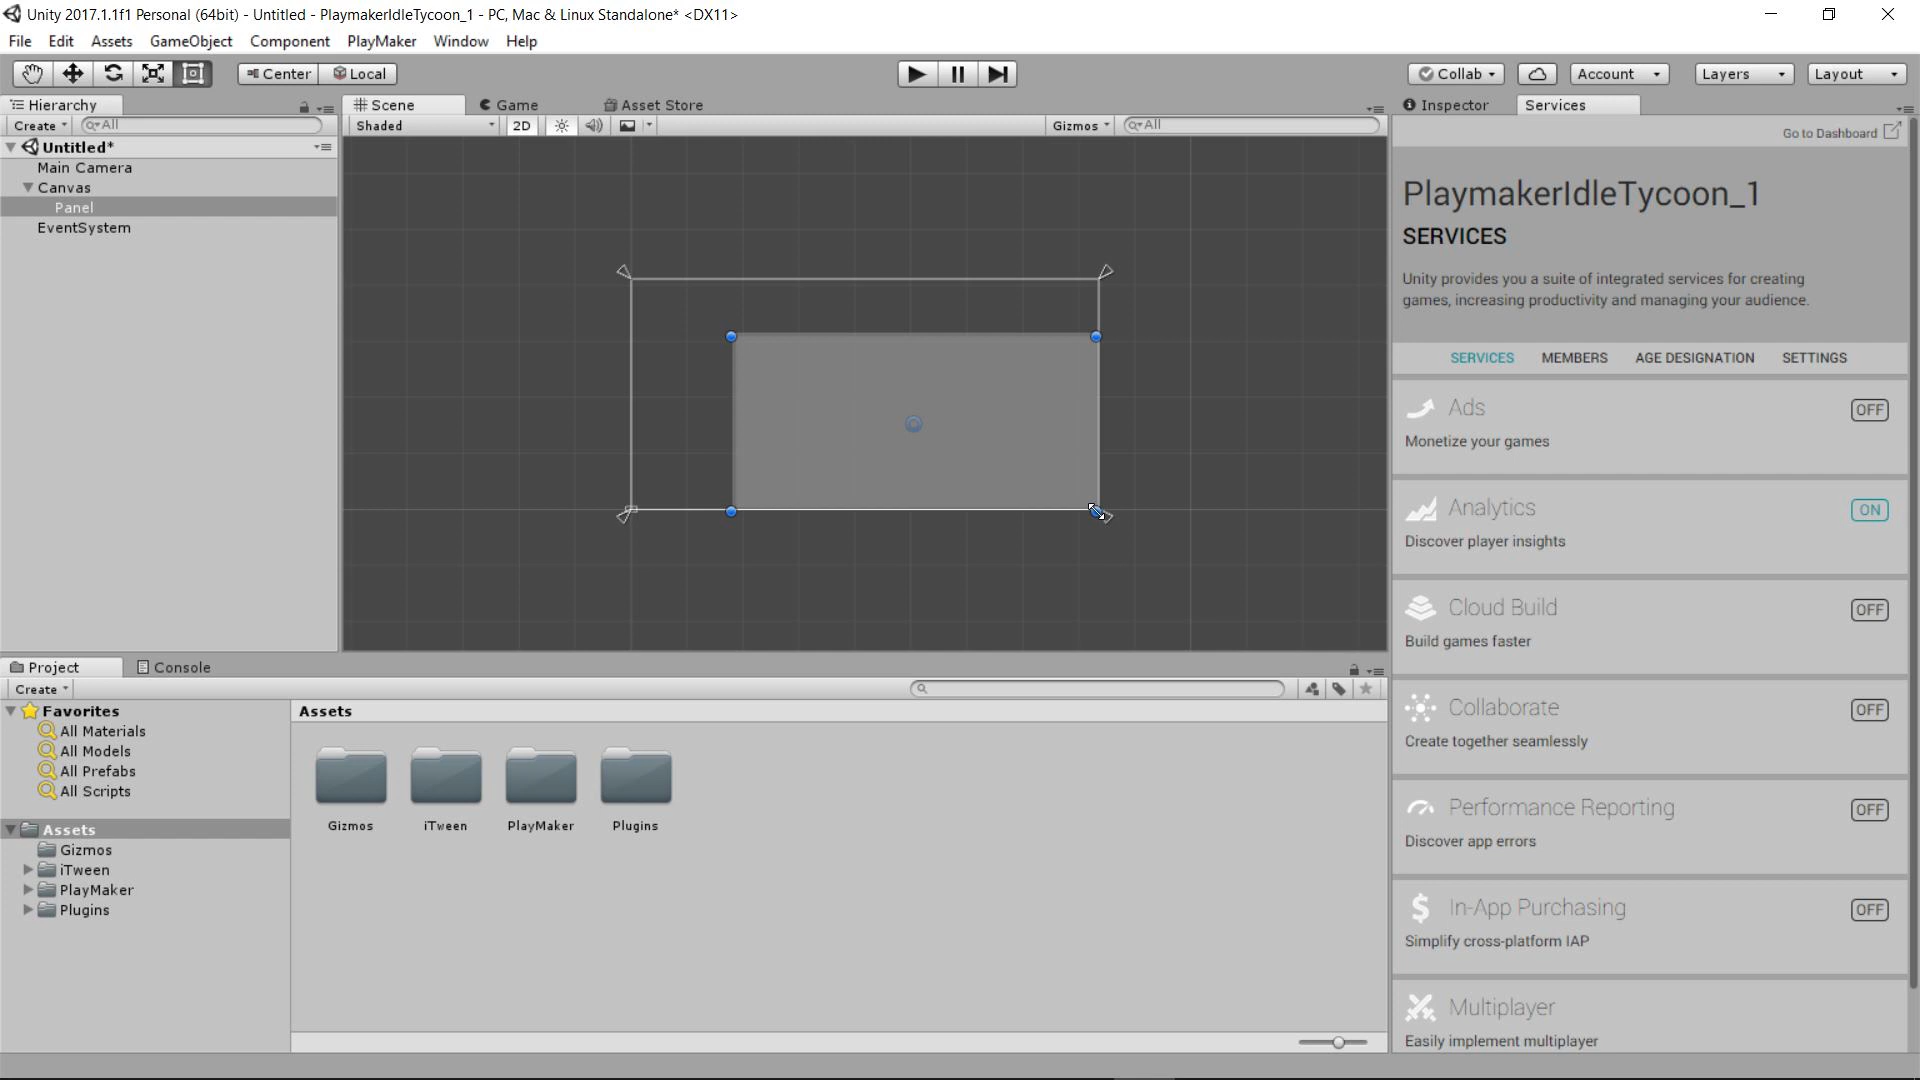 Unity 2017.1.1f1 Personal (64bit) - Untitled - PlaymakerIdleTycoon_1 - PC, Mac & Linux Standalone* <DX11>
File Edit Assets GameObject Component PlayMaker Window Help
Center Local Collab Account Layers Layout
Hierarchy Scene Game Asset Store Inspector Services
Create All Shaded 2D Gizmos All
Go to Dashboard
Untitled*
Main Camera
Canvas
Panel
EventSystem
PlaymakerIdleTycoon_1
SERVICES
Unity provides you a suite of integrated services for creating
games, increasing productivity and managing your audience.
SERVICES MEMBERS AGE DESIGNATION SETTINGS
Ads OFF
Monetize your games
Analytics ON
Discover player insights
Cloud Build OFF
Build games faster
Collaborate OFF
Create together seamlessly
Performance Reporting OFF
Discover app errors
In-App Purchasing OFF
Simplify cross-platform IAP
Multiplayer
Easily implement multiplayer
Project Console
Create
Favorites
All Materials
All Models
All Prefabs
All Scripts
Assets
Gizmos
iTween
PlayMaker
Plugins
Assets
Gizmos iTween PlayMaker Plugins